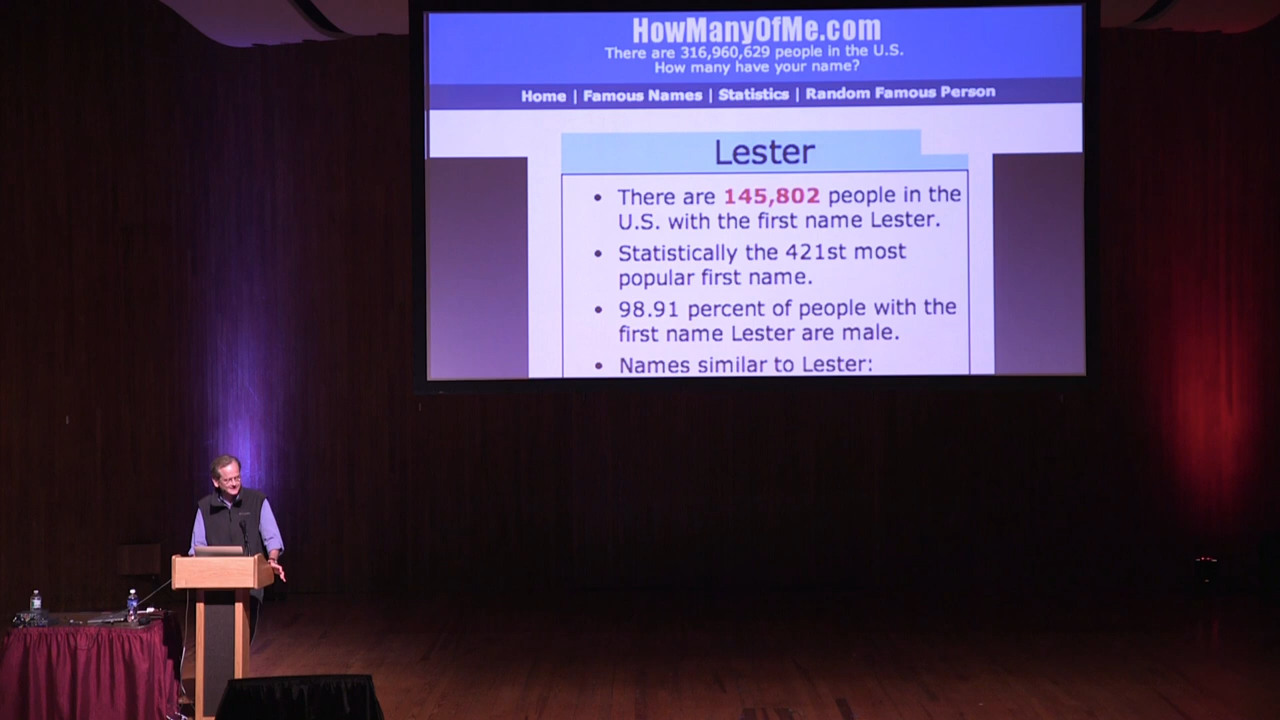 HowManyOfMe.com
There are 316,960,629 people in the U.S.
How many have your name?
Home | Famous Names | Statistics | Random Famous Person
Lester
• There are 145,802 people in the
U.S. with the first name Lester.
• Statistically the 421st most
popular first name.
• 98.91 percent of people with the
first name Lester are male.
• Names similar to Lester: